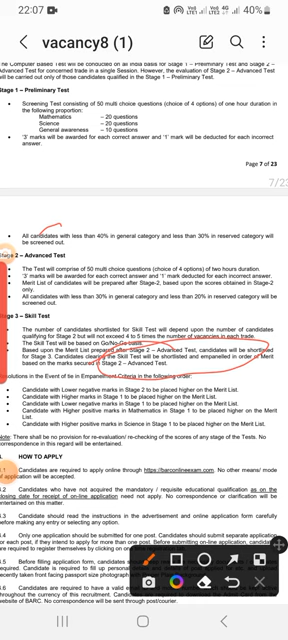 22:07
VoI) LTE1 VoI) 4G LTE2 40%
vacancy8 (1)
The Computer based Test will be conducted on all India basis for Stage 1 – Preliminary Test and Stage 2 –
Advanced Test for concerned trade in a single Session. However, the evaluation of Stage 2 – Advanced Test
will be carried out only of those candidates qualified in the Stage 1 – Preliminary Test.
Stage 1 – Preliminary Test
• Screening Test consisting of 50 multi choice questions (choice of 4 options) of one hour duration in
the following proportion:
Mathematics – 20 questions
Science – 20 questions
General awareness – 10 questions
• '3' marks will be awarded for each correct answer and '1' mark will be deducted for each incorrect
answer.
Page 7 of 23
7/23
• All candidates with less than 40% in general category and less than 30% in reserved category will
be screened out.
Stage 2 – Advanced Test
• The Test will comprise of 50 multi choice questions (choice of 4 options) of two hours duration.
• '3' marks will be awarded for each correct answer and '1' mark deducted for each incorrect answer.
• Merit List of candidates will be prepared after Stage-2, based upon the scores obtained in Stage-2
only.
• All candidates with less than 30% in general category and less than 20% in reserved category will be
screened out.
Stage 3 – Skill Test
• The number of candidates shortlisted for Skill Test will depend upon the number of candidates
qualifying for Stage 2 but will not exceed 4 to 5 times the number of vacancies in each trade.
• The Skill Test will be based on Go/No-Go basis.
Based upon the Merit List prepared after Stage 2 – Advanced Test, candidates will be shortlisted
for Stage 3. Candidates clearing the Skill Test will be shortlisted and empanelled in order of Merit
based on the marks secured in Stage 2 – Advanced Test.
Resolutions in the Event of tie in Empanelment Criteria in the following order:
• Candidate with Lower negative marks in Stage 2 to be placed higher on the Merit List.
• Candidate with Higher marks in Stage 1 to be placed higher on the Merit List.
• Candidate with Lower negative marks in Stage 1 to be placed higher on the Merit List.
• Candidate with Higher positive marks in Mathematics in Stage 1 to be placed higher on the Merit
List.
• Candidate with Higher positive marks in Science in Stage 1 to be placed higher on the Merit List.
Note: There shall be no provision for re-evaluation/ re-checking of the scores of any stage of the Tests. No
correspondence in this regard will be entertained.
HOW TO APPLY
.1 Candidates are required to apply online through https://barconlineexam.com. No other means/ mode
of application will be accepted.
.2 Candidates who have not acquired the mandatory / requisite educational qualification as on the
closing date for receipt of on-line application need not apply. No correspondence or clarification will be
entertained on this matter.
.3 Candidate should read the instructions in the advertisement and online application form carefully
before making any entry or selecting any option.
.4 Only one application should be submitted for one post. Candidates should submit separate application
for each post, if they intend to apply for more than one post. Before submitting on-line application, candidates
are required to register themselves by clicking on
.5 Before filling application form, candidates
required. Candidate is required to fill up personal
recently taken front facing passport size photograph with
.6 Candidates are required to have a valid
throughout the currency of this recruitment.
website of BARC. No correspondence will be sent through post/courier.